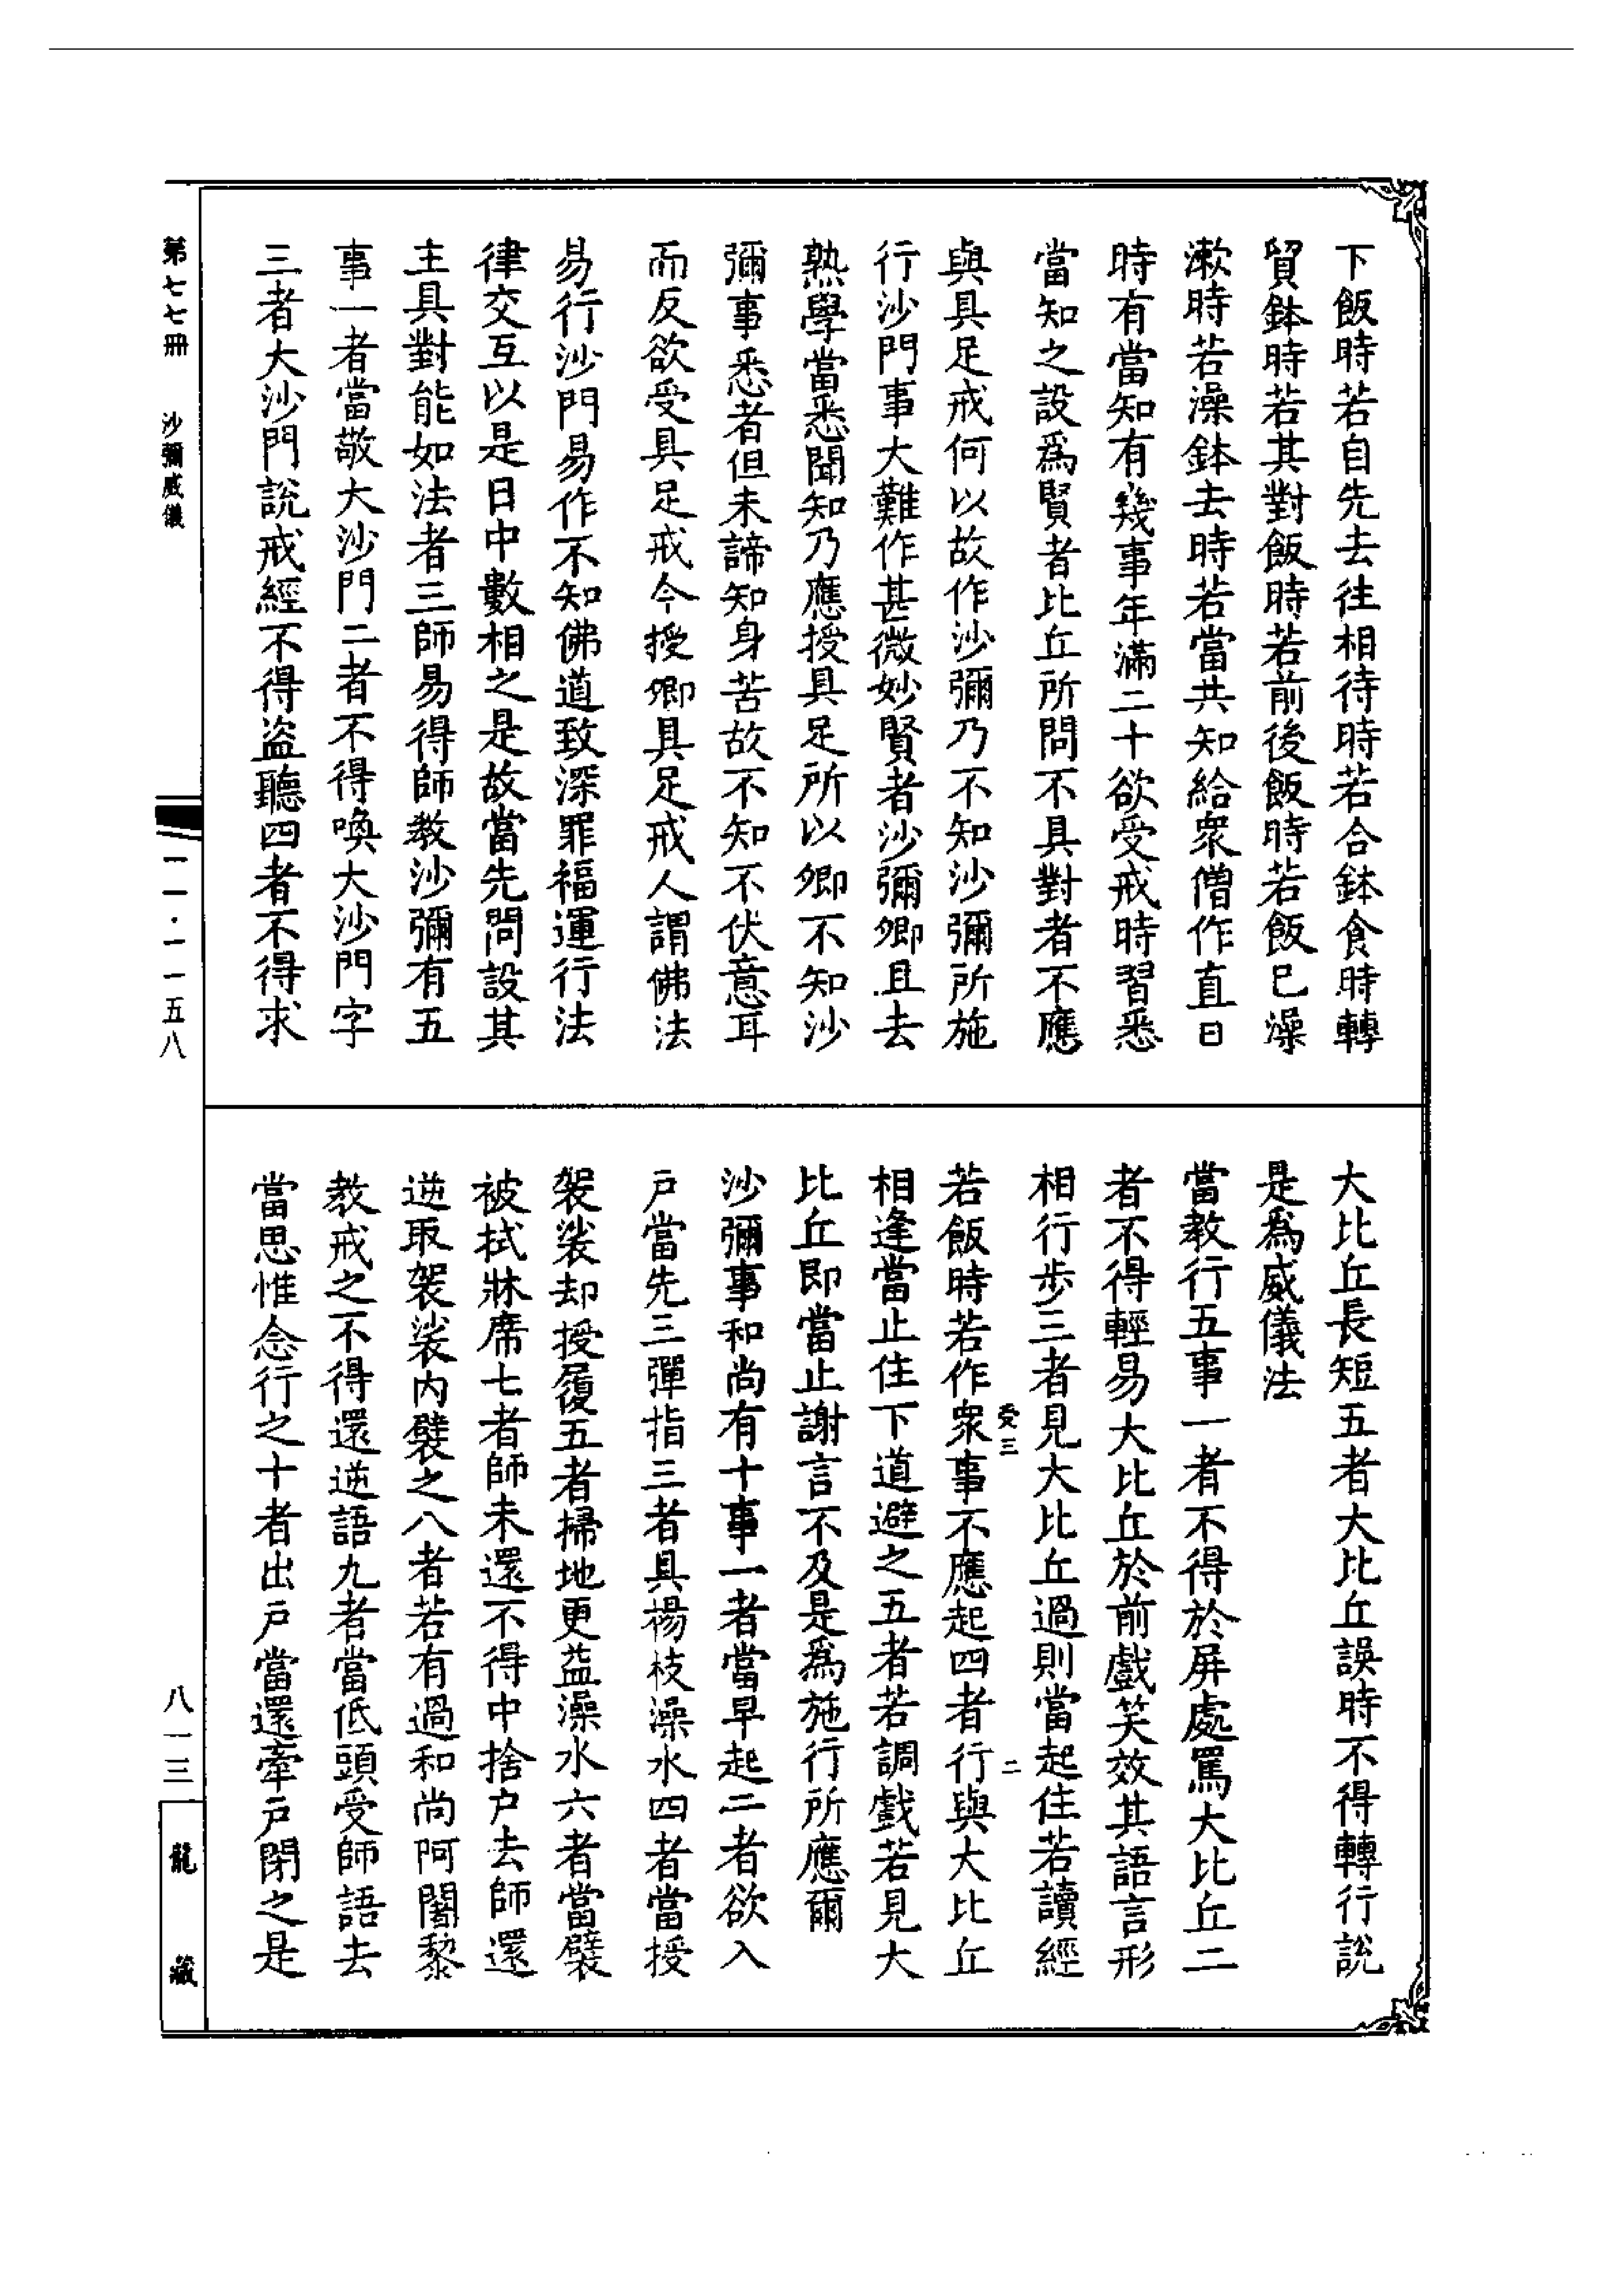 下飯時若自先去往相待時若合鉢食時轉
貿鉢時若其對飯時若前後飯時若飯已澡
漱時若澡鉢去時若當共知給衆僧作直日
時有當知有幾事年滿二十欲受戒時習悉
當知之設爲賢者比丘所問不具對者不應
與具足戒何以故作沙彌乃不知沙彌所施
行沙門事大難作甚微妙賢者沙彌卿且去
熟學當悉聞知乃應授具足所以卿不知沙
彌事悉者但未諦知身苦故不知不伏意耳
而反欲受具足戒今授卿具足戒人謂佛法
易行沙門易作不知佛道致深罪福運行法
律交互以是日中數相之是故當先問設其
主具對能如法者三師易得師教沙彌有五
事一者當敬大沙門二者不得喚大沙門字
三者大沙門說戒經不得盜聽四者不得求
大比丘長短五者大比丘誤時不得轉行說
是爲威儀法
當教行五事一者不得於屏處罵大比丘二
者不得輕易大比丘於前戲笑效其語言形
相行步三者見大比丘過則當起住若讀經
受三
二
若飯時若作衆事不應起四者行與大比丘
相逢當止住下道避之五者若調戲若見大
比丘即當止謝言不及是爲施行所應爾
沙彌事和尚有十事一者當早起二者欲入
戶當先三彈指三者具楊枝澡水四者當授
袈裟却授履五者掃地更益澡水六者當襞
被拭牀席七者師未還不得中捨戶去師還
逆取袈裟內襞之八者若有過和尚阿闍黎
教戒之不得還逆語九者當低頭受師語去
當思惟念行之十者出戶當還牽戶閉之是
第七七冊
沙彌威儀
一一·一一五八
八一三
龍藏